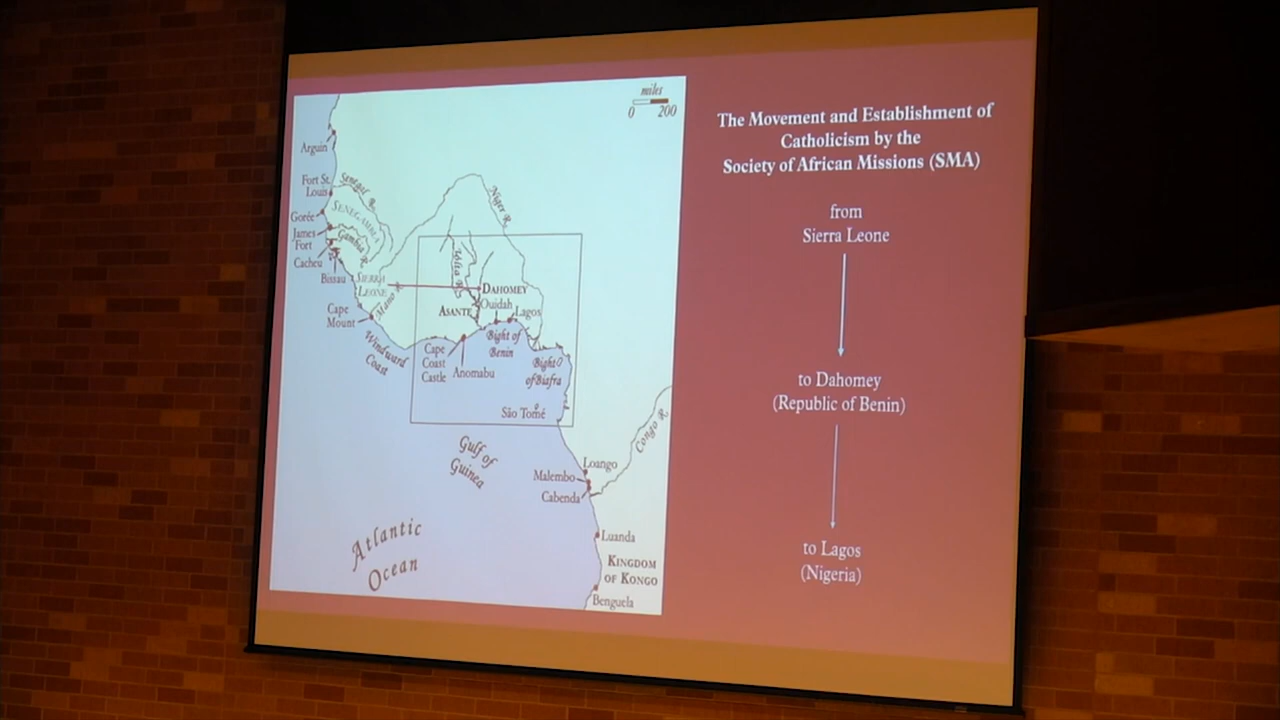 miles
0 200
Arguin
Fort St.
Louis
Senegal R.
Gorée
SENEGAMBIA
James
Fort
Gambia R.
Cacheu
Bissau
SIERRA
LEONE
Mano R.
Cape
Mount
Windward
Coast
Niger R.
Volta R.
DAHOMEY
ASANTE
Ouidah
Lagos
Bight of
Benin
Cape
Coast
Castle
Anomabu
Bight
of Biafra
São Tomé
Gulf of
Guinea
Congo R.
Loango
Malembo
Cabenda
Luanda
KINGDOM
OF KONGO
Benguela
Atlantic
Ocean
The Movement and Establishment of
Catholicism by the
Society of African Missions (SMA)
from
Sierra Leone
to Dahomey
(Republic of Benin)
to Lagos
(Nigeria)